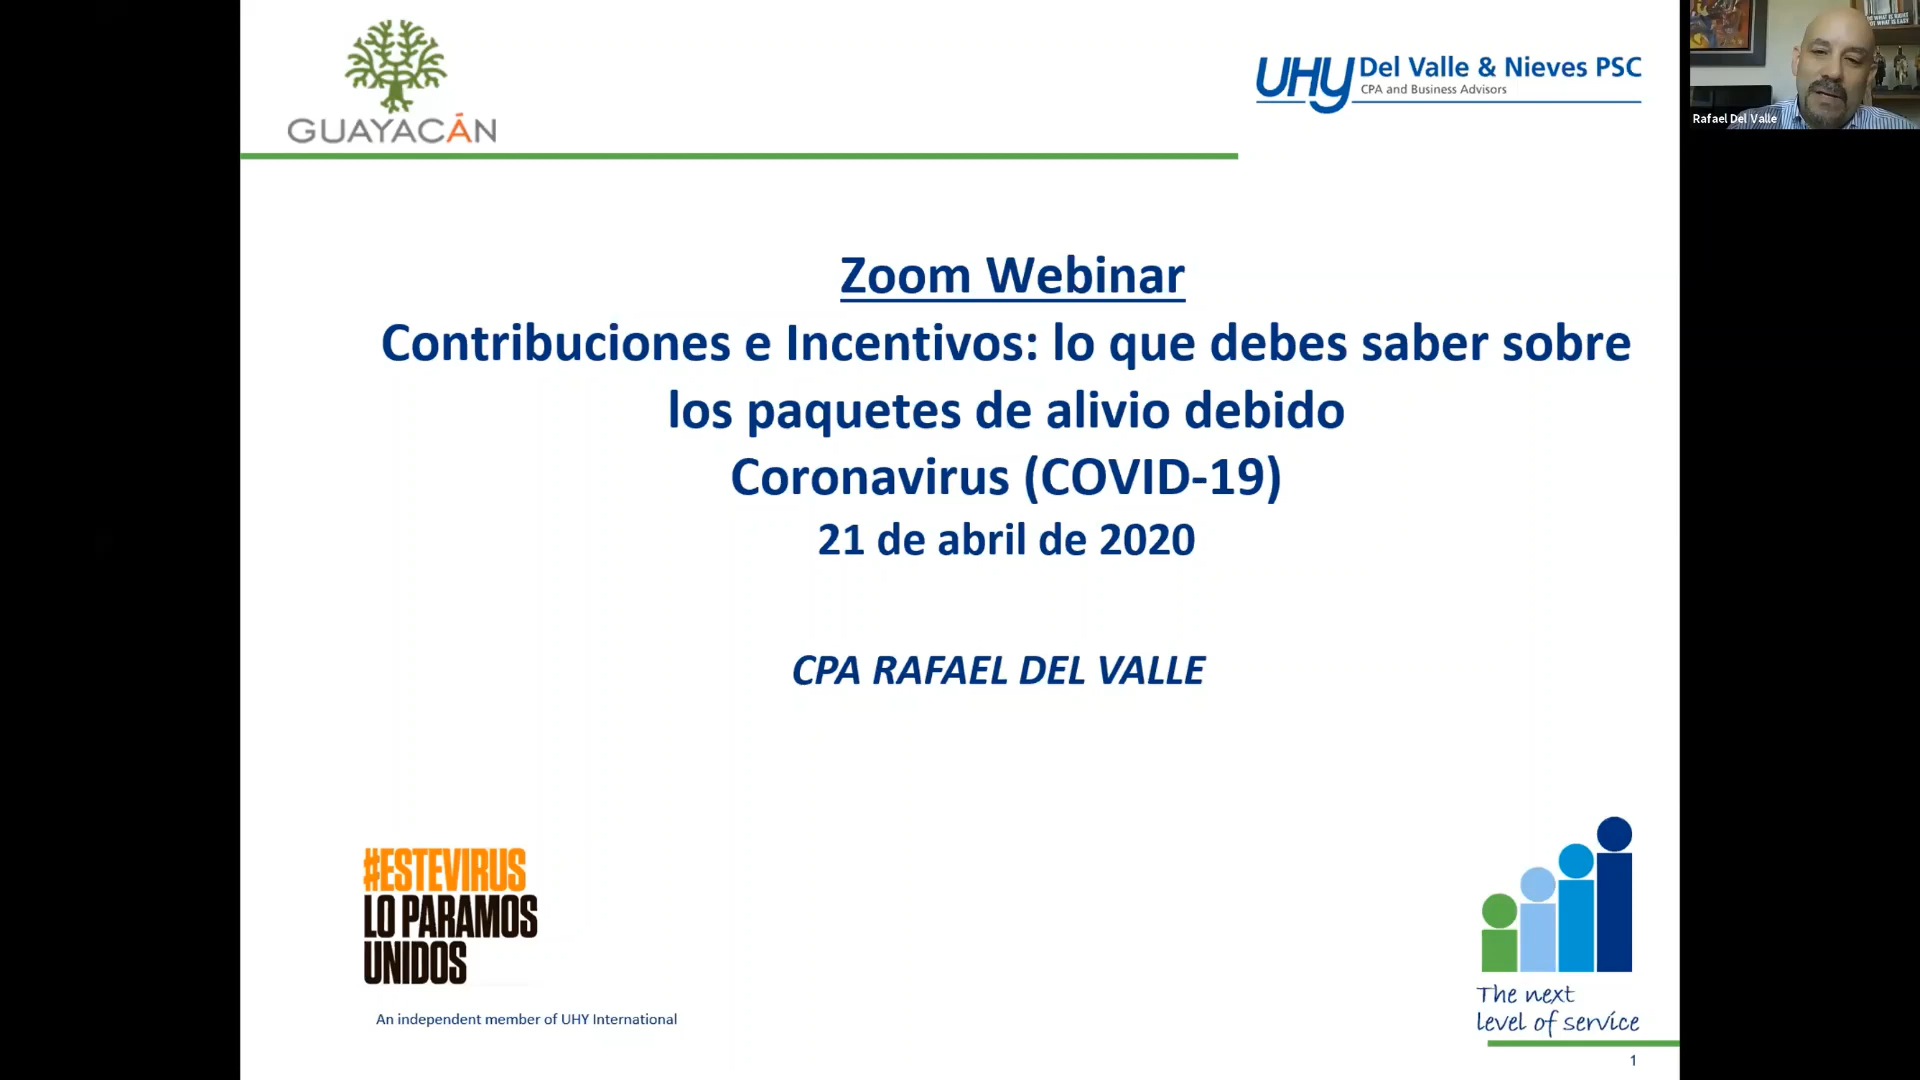 GUAYACÁN
UHY Del Valle & Nieves PSC
CPA and Business Advisors
Rafael Del Valle
Zoom Webinar
Contribuciones e Incentivos: lo que debes saber sobre
los paquetes de alivio debido
Coronavirus (COVID-19)
21 de abril de 2020
CPA RAFAEL DEL VALLE
#ESTEVIRUS
LO PARAMOS
UNIDOS
An independent member of UHY International
The next
level of service
1